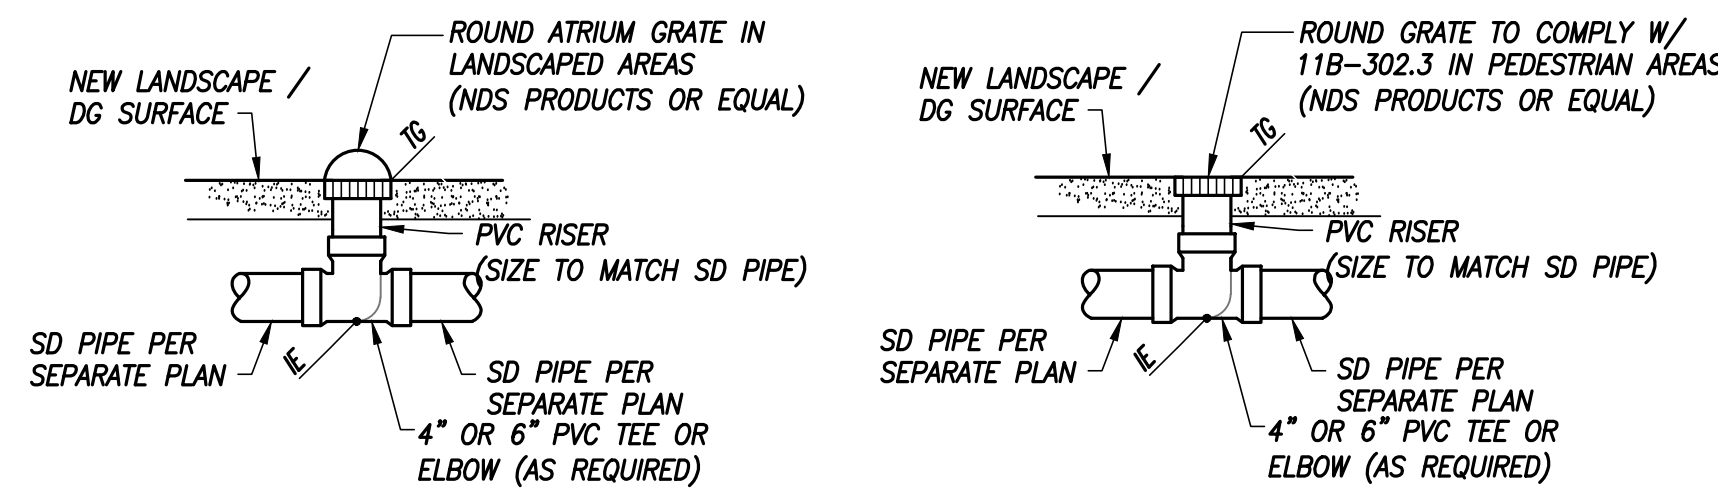 ROUND ATRIUM GRATE IN
LANDSCAPED AREAS
(NDS PRODUCTS OR EQUAL)
NEW LANDSCAPE /
DG SURFACE
TG
PVC RISER
(SIZE TO MATCH SD PIPE)
SD PIPE PER
SEPARATE PLAN
IE
SD PIPE PER
SEPARATE PLAN
4" OR 6" PVC TEE OR
ELBOW (AS REQUIRED)
ROUND GRATE TO COMPLY W/
11B-302.3 IN PEDESTRIAN AREAS
(NDS PRODUCTS OR EQUAL)
NEW LANDSCAPE /
DG SURFACE
TG
PVC RISER
(SIZE TO MATCH SD PIPE)
SD PIPE PER
SEPARATE PLAN
IE
SD PIPE PER
SEPARATE PLAN
4" OR 6" PVC TEE OR
ELBOW (AS REQUIRED)